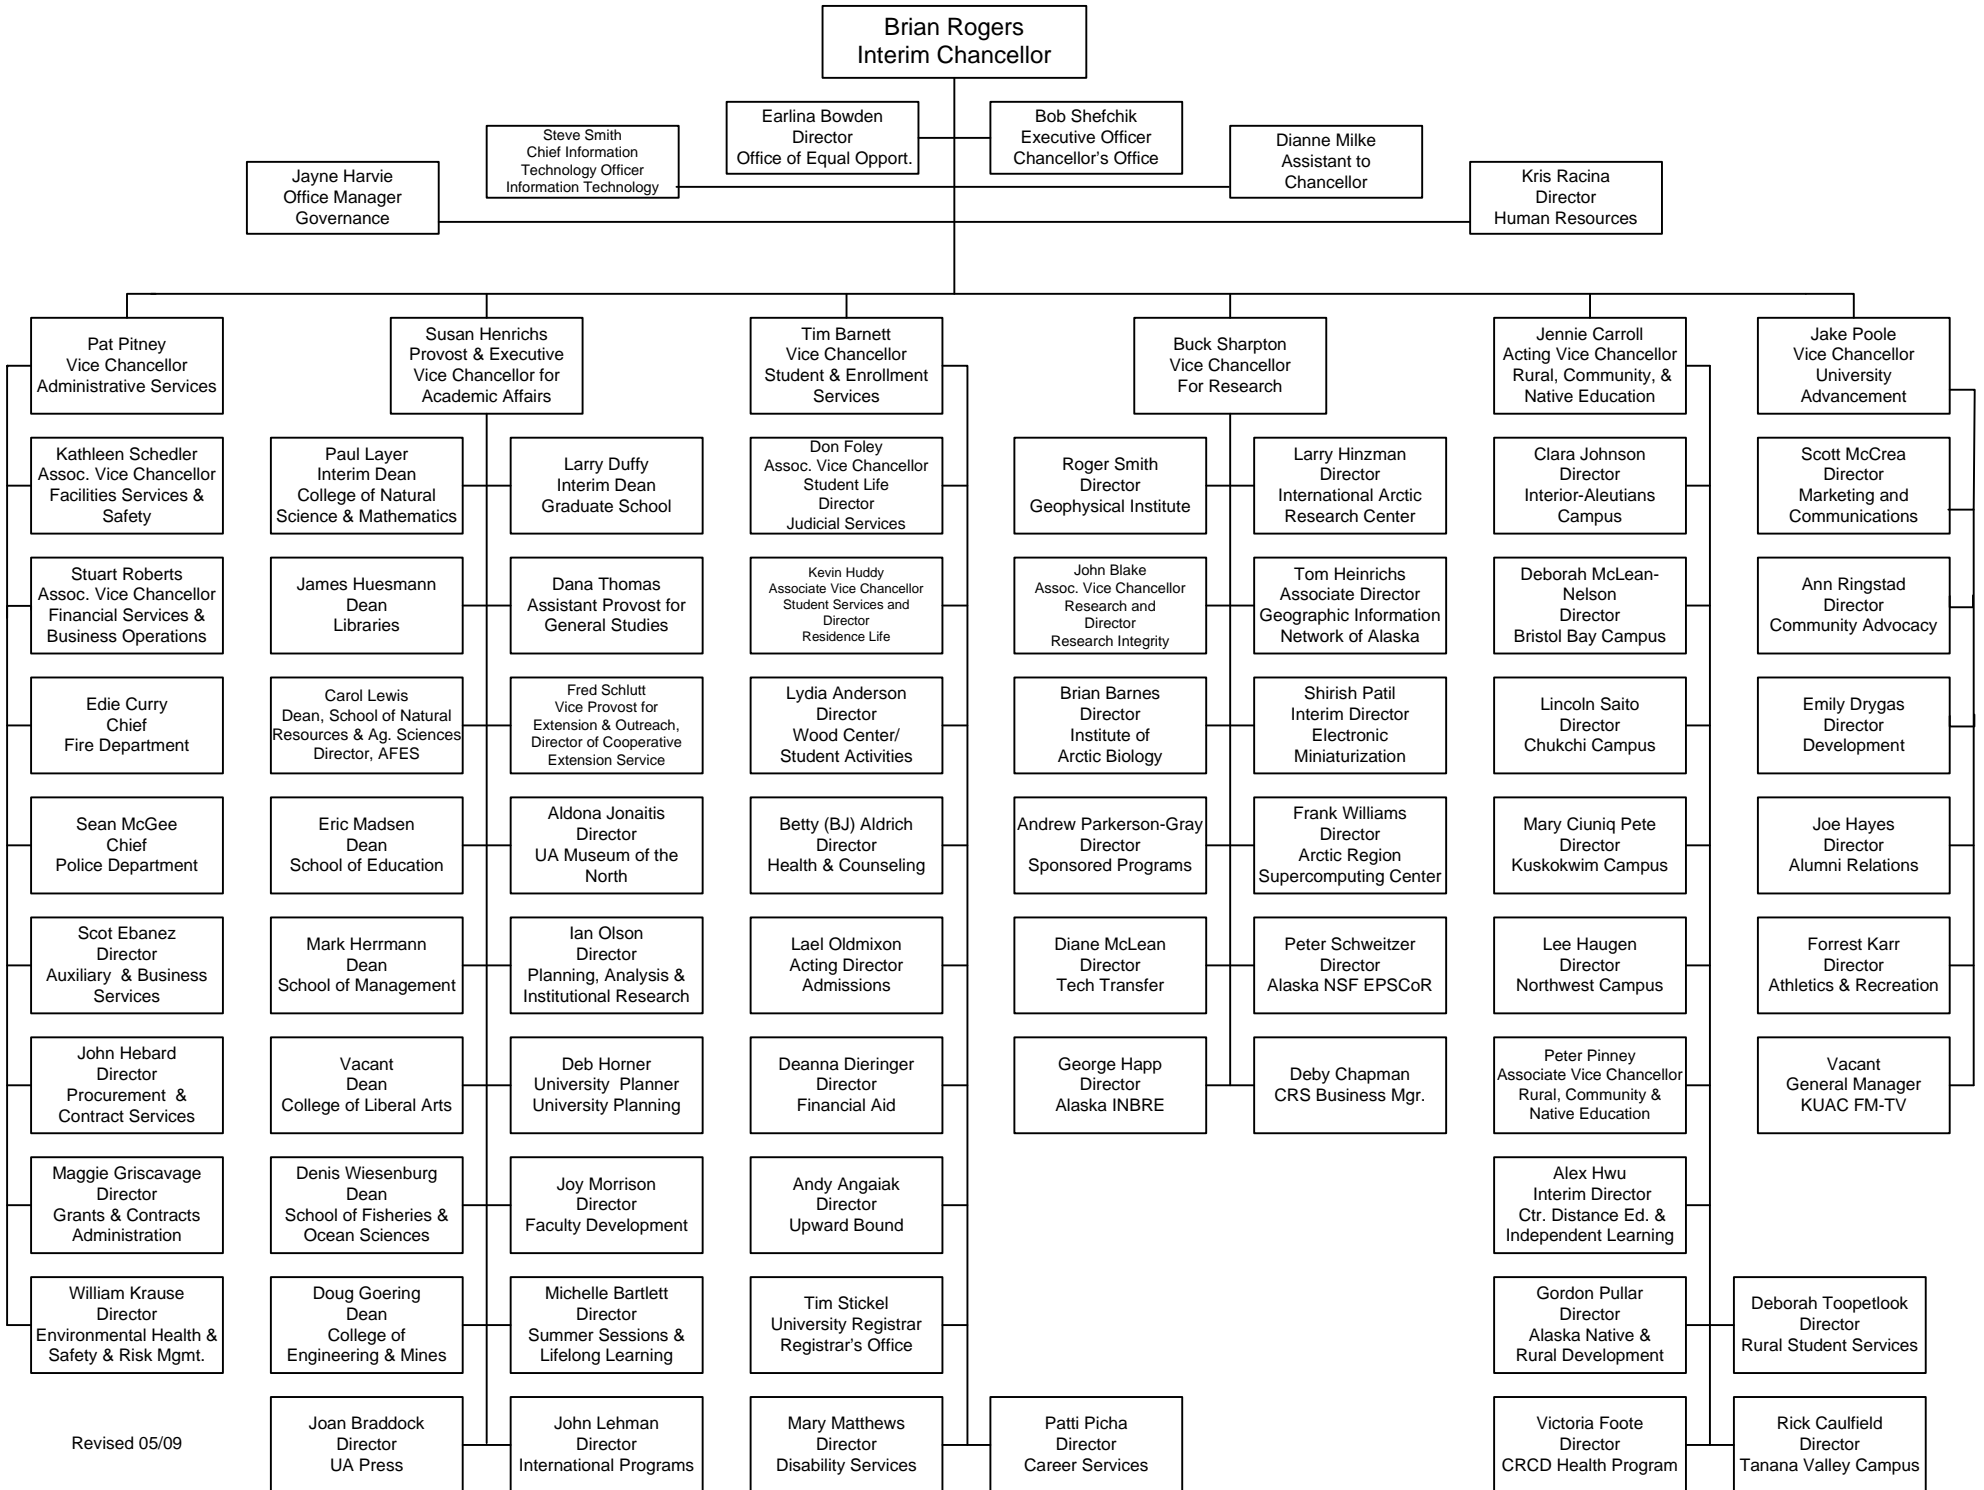 Brian Rogers
Interim Chancellor
Earlina Bowden
Director
Office of Equal Opport.
Bob Shefchik
Executive Officer
Chancellor's Office
Steve Smith
Chief Information
Technology Officer
Information Technology
Dianne Milke
Assistant to
Chancellor
Jayne Harvie
Office Manager
Governance
Kris Racina
Director
Human Resources
Pat Pitney
Vice Chancellor
Administrative Services
Susan Henrichs
Provost & Executive
Vice Chancellor for
Academic Affairs
Tim Barnett
Vice Chancellor
Student & Enrollment
Services
Buck Sharpton
Vice Chancellor
For Research
Jennie Carroll
Acting Vice Chancellor
Rural, Community, &
Native Education
Jake Poole
Vice Chancellor
University
Advancement
Kathleen Schedler
Assoc. Vice Chancellor
Facilities Services &
Safety
Paul Layer
Interim Dean
College of Natural
Science & Mathematics
Larry Duffy
Interim Dean
Graduate School
Don Foley
Assoc. Vice Chancellor
Student Life
Director
Judicial Services
Roger Smith
Director
Geophysical Institute
Larry Hinzman
Director
International Arctic
Research Center
Clara Johnson
Director
Interior-Aleutians
Campus
Scott McCrea
Director
Marketing and
Communications
Stuart Roberts
Assoc. Vice Chancellor
Financial Services &
Business Operations
James Huesmann
Dean
Libraries
Dana Thomas
Assistant Provost for
General Studies
Kevin Huddy
Associate Vice Chancellor
Student Services and
Director
Residence Life
John Blake
Assoc. Vice Chancellor
Research and
Director
Research Integrity
Tom Heinrichs
Associate Director
Geographic Information
Network of Alaska
Deborah McLean-
Nelson
Director
Bristol Bay Campus
Ann Ringstad
Director
Community Advocacy
Edie Curry
Chief
Fire Department
Carol Lewis
Dean, School of Natural
Resources & Ag. Sciences
Director, AFES
Fred Schlutt
Vice Provost for
Extension & Outreach,
Director of Cooperative
Extension Service
Lydia Anderson
Director
Wood Center/
Student Activities
Brian Barnes
Director
Institute of
Arctic Biology
Shirish Patil
Interim Director
Electronic
Miniaturization
Lincoln Saito
Director
Chukchi Campus
Emily Drygas
Director
Development
Sean McGee
Chief
Police Department
Eric Madsen
Dean
School of Education
Aldona Jonaitis
Director
UA Museum of the
North
Betty (BJ) Aldrich
Director
Health & Counseling
Andrew Parkerson-Gray
Director
Sponsored Programs
Frank Williams
Director
Arctic Region
Supercomputing Center
Mary Ciuniq Pete
Director
Kuskokwim Campus
Joe Hayes
Director
Alumni Relations
Scot Ebanez
Director
Auxiliary & Business
Services
Mark Herrmann
Dean
School of Management
Ian Olson
Director
Planning, Analysis &
Institutional Research
Lael Oldmixon
Acting Director
Admissions
Diane McLean
Director
Tech Transfer
Peter Schweitzer
Director
Alaska NSF EPSCoR
Lee Haugen
Director
Northwest Campus
Forrest Karr
Director
Athletics & Recreation
John Hebard
Director
Procurement &
Contract Services
Vacant
Dean
College of Liberal Arts
Deb Horner
University Planner
University Planning
Deanna Dieringer
Director
Financial Aid
George Happ
Director
Alaska INBRE
Deby Chapman
CRS Business Mgr.
Peter Pinney
Associate Vice Chancellor
Rural, Community &
Native Education
Vacant
General Manager
KUAC FM-TV
Maggie Griscavage
Director
Grants & Contracts
Administration
Denis Wiesenburg
Dean
School of Fisheries &
Ocean Sciences
Joy Morrison
Director
Faculty Development
Andy Angaiak
Director
Upward Bound
Alex Hwu
Interim Director
Ctr. Distance Ed. &
Independent Learning
William Krause
Director
Environmental Health &
Safety & Risk Mgmt.
Doug Goering
Dean
College of
Engineering & Mines
Michelle Bartlett
Director
Summer Sessions &
Lifelong Learning
Tim Stickel
University Registrar
Registrar's Office
Gordon Pullar
Director
Alaska Native &
Rural Development
Deborah Toopetlook
Director
Rural Student Services
Revised 05/09
Joan Braddock
Director
UA Press
John Lehman
Director
International Programs
Mary Matthews
Director
Disability Services
Patti Picha
Director
Career Services
Victoria Foote
Director
CRCD Health Program
Rick Caulfield
Director
Tanana Valley Campus